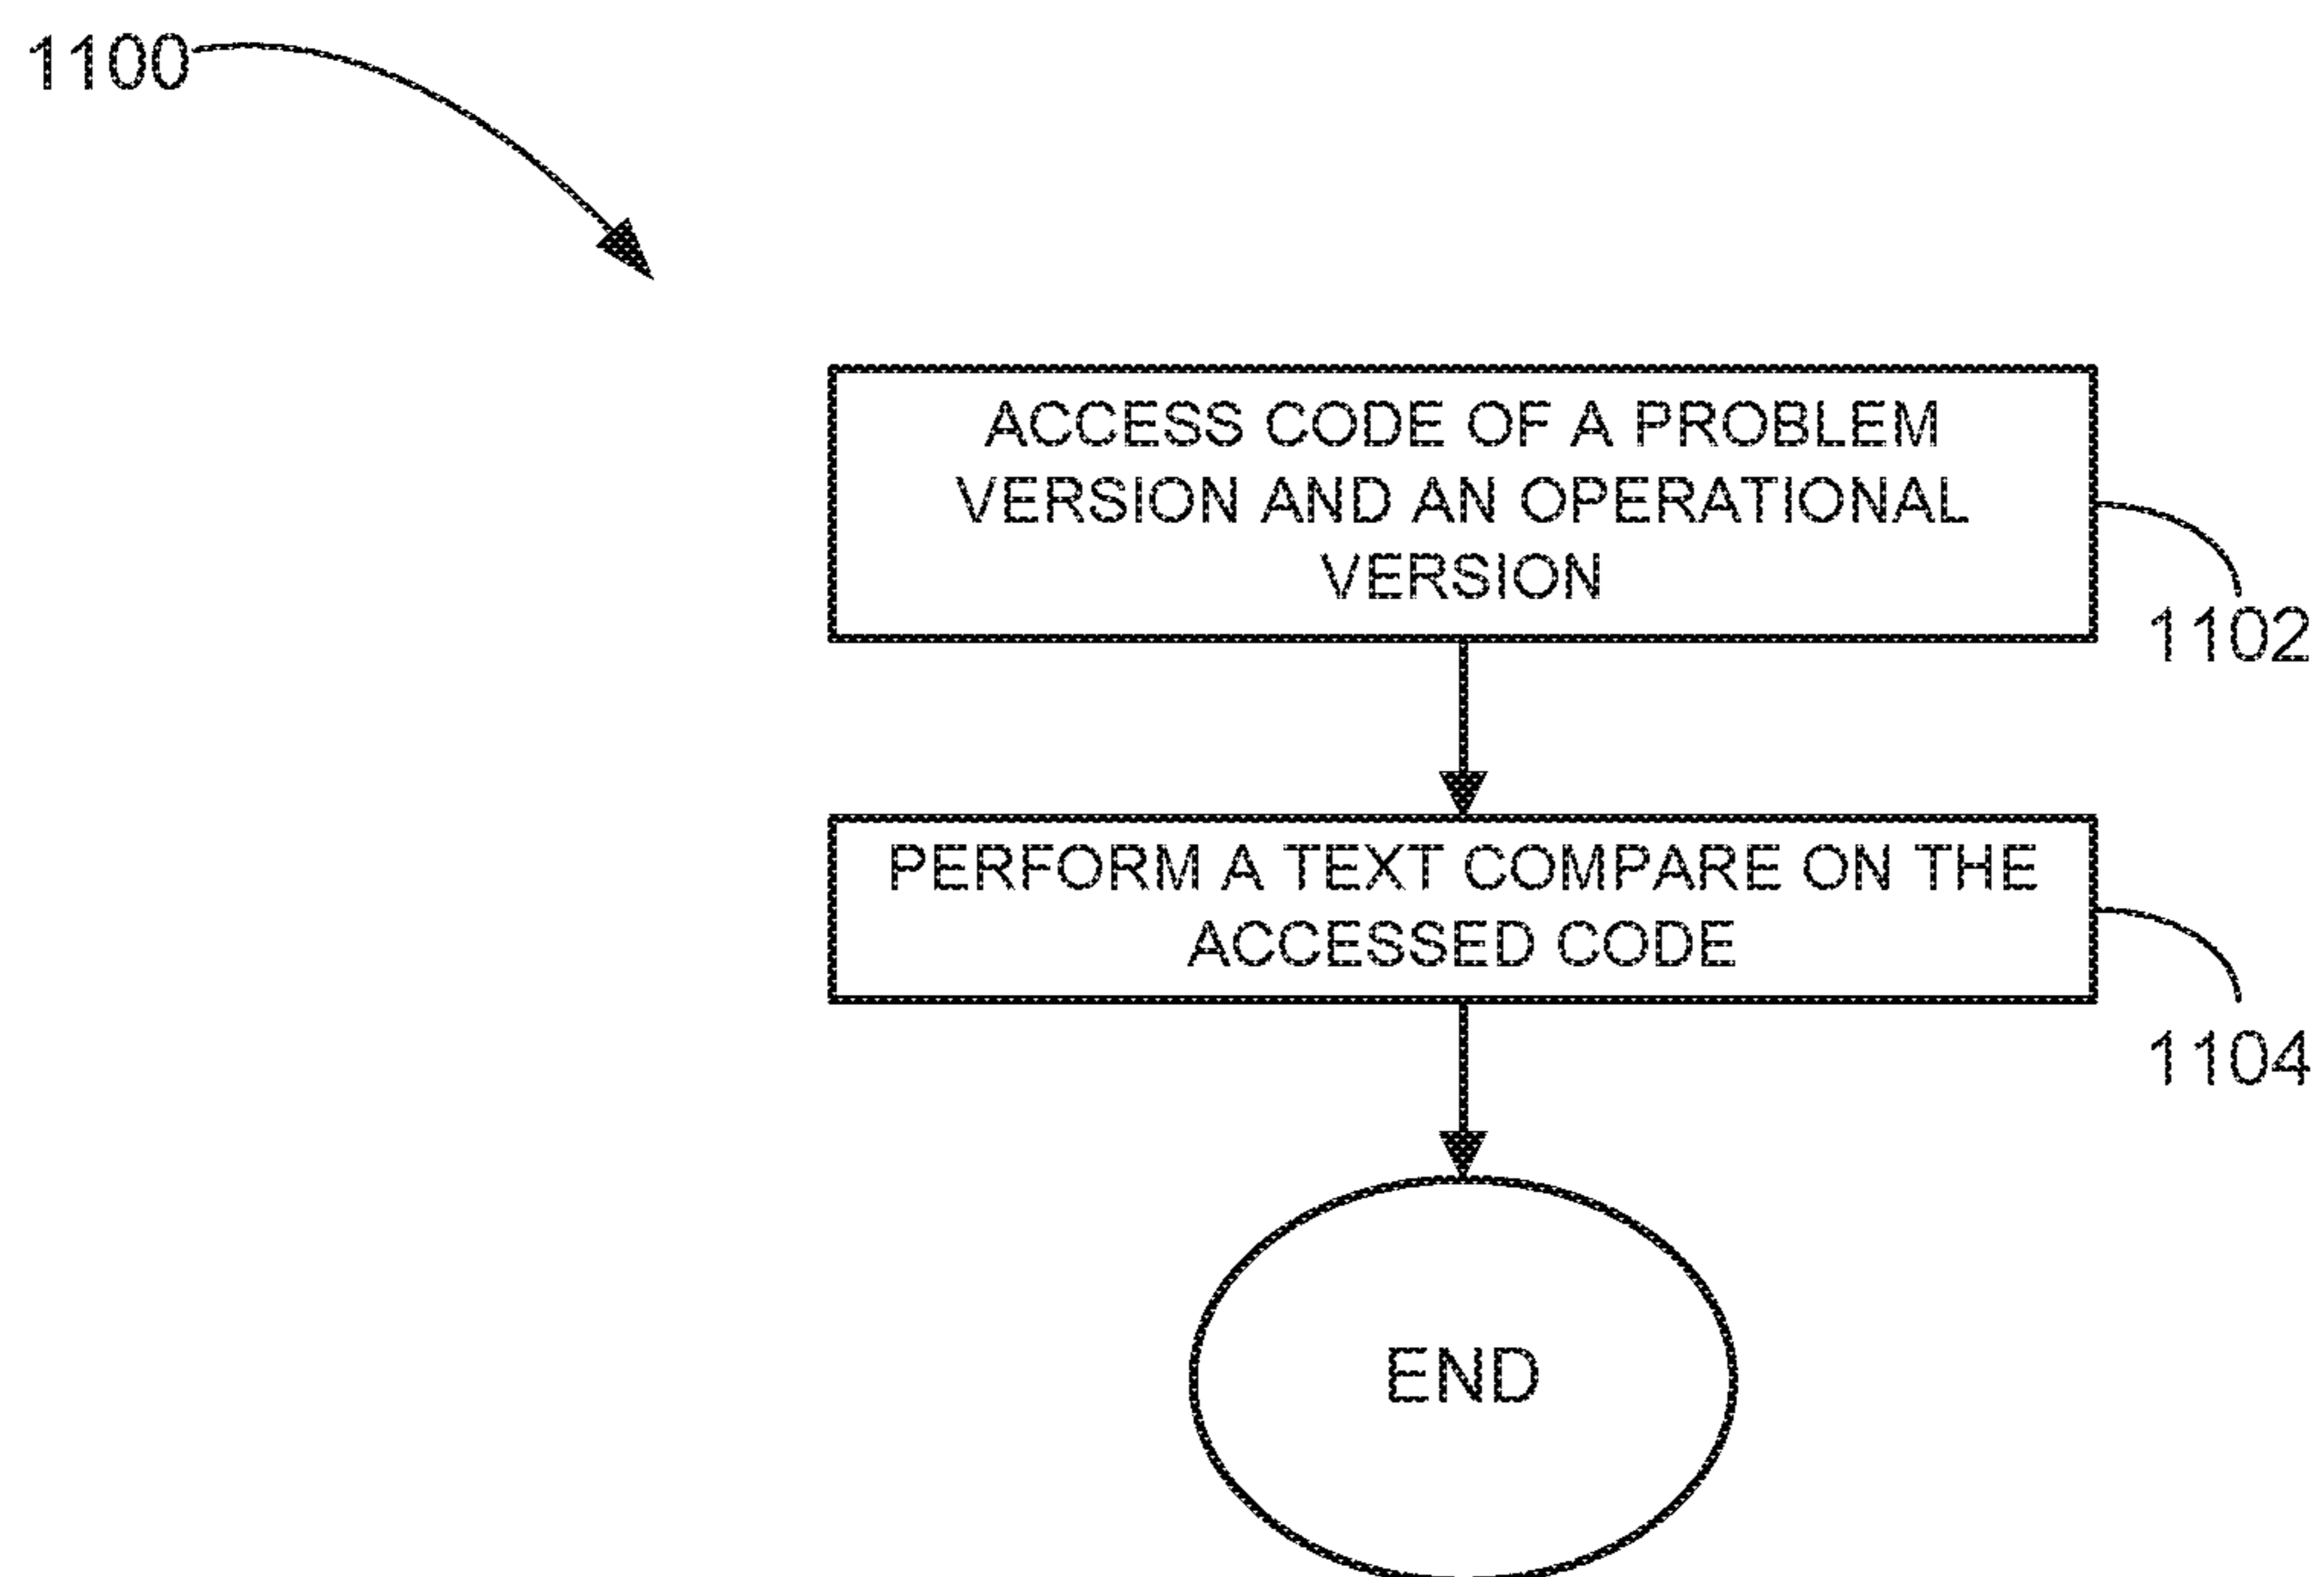 1100
ACCESS CODE OF A PROBLEM
VERSION AND AN OPERATIONAL
VERSION
1102
PERFORM A TEXT COMPARE ON THE
ACCESSED CODE
1104
END